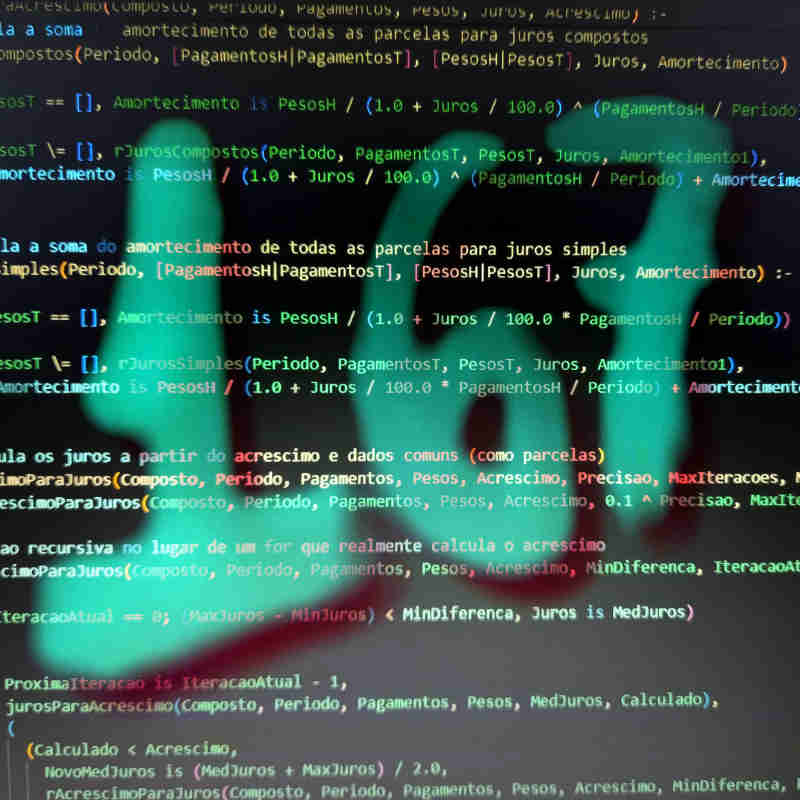 rAcrescimo(Composto, Periodo, Pagamentos, Pesos, Juros, Acrescimo) :-
la a soma amortecimento de todas as parcelas para juros compostos
ompostos(Periodo, [PagamentosH|PagamentosT], [PesosH|PesosT], Juros, Amortecimento)
sosT == [], Amortecimento is PesosH / (1.0 + Juros / 100.0) ^ (PagamentosH / Periodo
sosT \= [], rJurosCompostos(Periodo, PagamentosT, PesosT, Juros, Amortecimento1),
mortecimento is PesosH / (1.0 + Juros / 100.0) ^ (PagamentosH / Periodo) + Amortecime
la a soma do amortecimento de todas as parcelas para juros simples
imples(Periodo, [PagamentosH|PagamentosT], [PesosH|PesosT], Juros, Amortecimento) :-
esosT == [], Amortecimento is PesosH / (1.0 + Juros / 100.0 * PagamentosH / Periodo))
esosT \= [], rJurosSimples(Periodo, PagamentosT, PesosT, Juros, Amortecimento1),
Amortecimento is PesosH / (1.0 + Juros / 100.0 * PagamentosH / Periodo) + Amortecimento
167
ula os juros a partir do acrescimo e dados comuns (como parcelas)
cimoParaJuros(Composto, Periodo, Pagamentos, Pesos, Acrescimo, Precisao, MaxIteracoes, M
escimoParaJuros(Composto, Periodo, Pagamentos, Pesos, Acrescimo, 0.1 ^ Precisao, MaxIte
ao recursiva no lugar de um for que realmente calcula o acrescimo
cimoParaJuros(Composto, Periodo, Pagamentos, Pesos, Acrescimo, MinDiferenca, IteracaoAt
IteracaoAtual == 0; (MaxJuros - MinJuros) < MinDiferenca, Juros is MedJuros)
ProximaIteracao is IteracaoAtual - 1,
jurosParaAcrescimo(Composto, Periodo, Pagamentos, Pesos, MedJuros, Calculado),
(
(Calculado < Acrescimo,
NovoMedJuros is (MedJuros + MaxJuros) / 2.0,
rAcrescimoParaJuros(Composto, Periodo, Pagamentos, Pesos, Acrescimo, MinDiferenca,